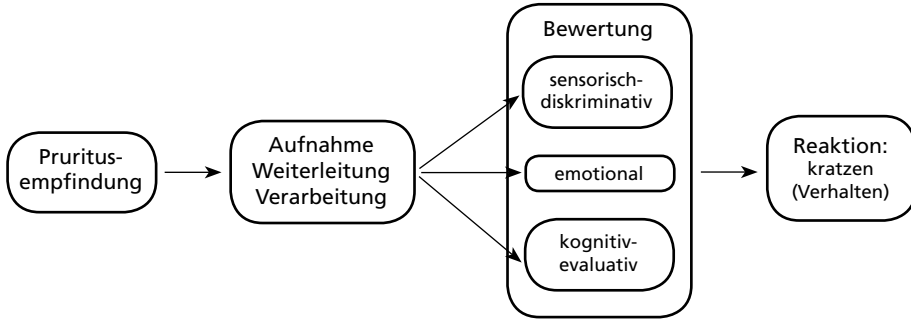 Pruritus-
empfindung
Aufnahme
Weiterleitung
Verarbeitung
Bewertung
sensorisch-
diskriminativ
emotional
kognitiv-
evaluativ
Reaktion:
kratzen
(Verhalten)